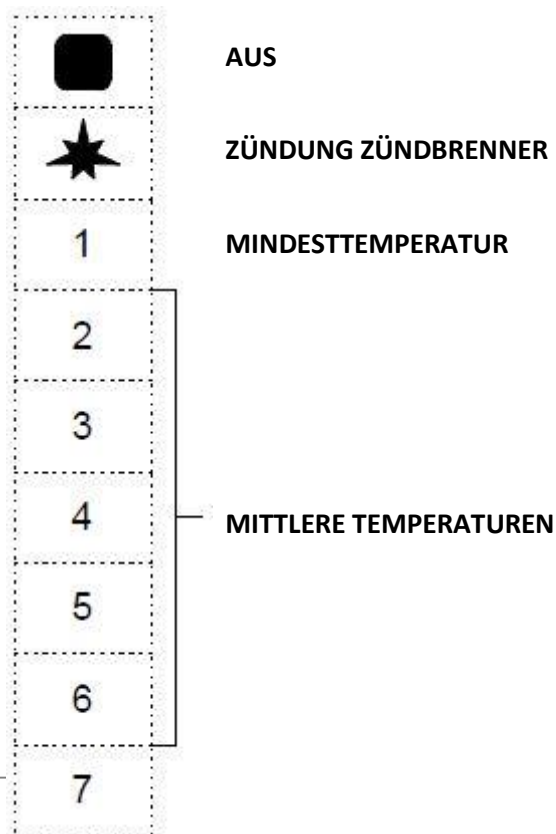 AUS
ZÜNDUNG ZÜNDBRENNER
1 MINDESTTEMPERATUR
2
3
4 MITTLERE TEMPERATUREN
5
6
7